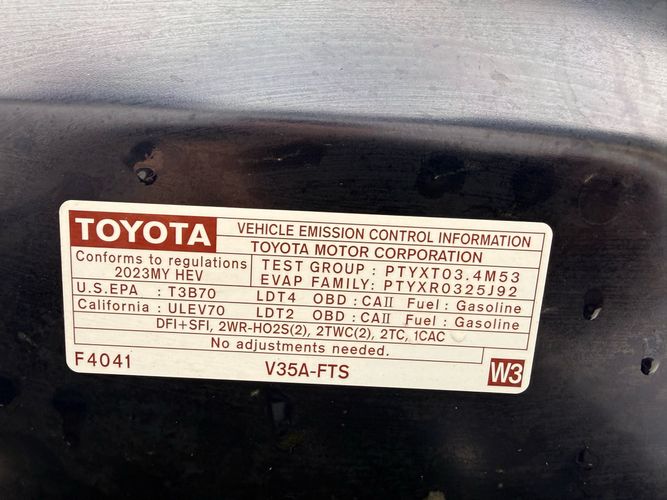 TOYOTA VEHICLE EMISSION CONTROL INFORMATION
TOYOTA MOTOR CORPORATION
Conforms to regulations
2023MY HEV
TEST GROUP : PTYXT03.4M53
EVAP FAMILY: PTYXR0325J92
U.S.EPA : T3B70 LDT4 OBD : CAII Fuel : Gasoline
California : ULEV70 LDT2 OBD : CAII Fuel : Gasoline
DFI+SFI, 2WR-HO2S(2), 2TWC(2), 2TC, 1CAC
No adjustments needed.
F4041 V35A-FTS W3